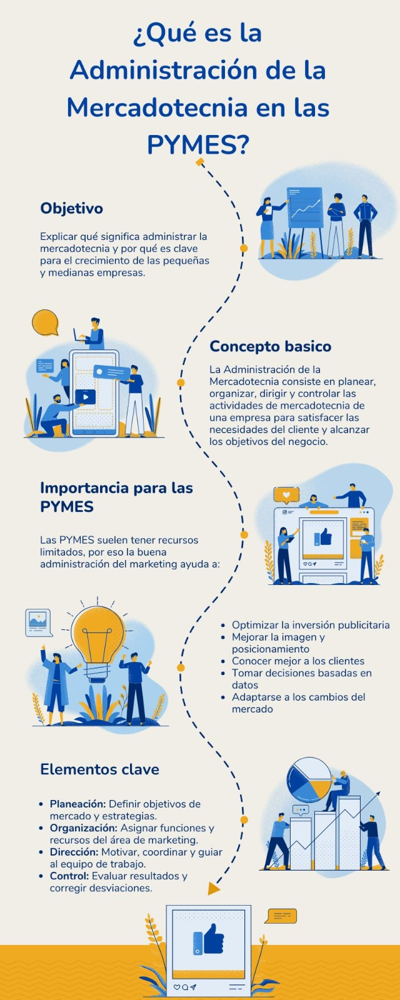 ¿Qué es la
Administración de la
Mercadotecnia en las
PYMES?
Objetivo
Explicar qué significa administrar la
mercadotecnia y por qué es clave
para el crecimiento de las pequeñas
y medianas empresas.
Concepto basico
La Administración de la
Mercadotecnia consiste en planear,
organizar, dirigir y controlar las
actividades de mercadotecnia de
una empresa para satisfacer las
necesidades del cliente y alcanzar
los objetivos del negocio.
Importancia para las
PYMES
Las PYMES suelen tener recursos
limitados, por eso la buena
administración del marketing ayuda a:
• Optimizar la inversión publicitaria
• Mejorar la imagen y
posicionamiento
• Conocer mejor a los clientes
• Tomar decisiones basadas en
datos
• Adaptarse a los cambios del
mercado
Elementos clave
• Planeación: Definir objetivos de
mercado y estrategias.
• Organización: Asignar funciones y
recursos del área de marketing.
• Dirección: Motivar, coordinar y guiar
al equipo de trabajo.
• Control: Evaluar resultados y
corregir desviaciones.